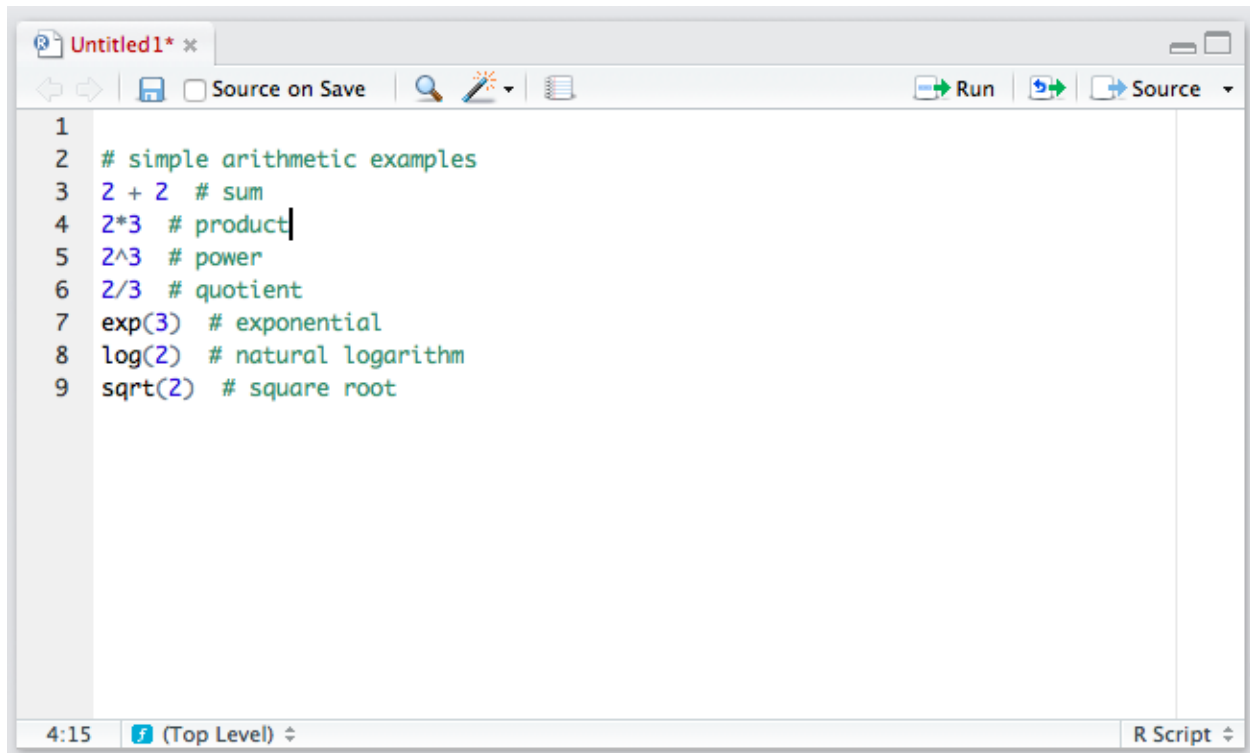 Untitled1*
Source on Save Run Source
1
2 # simple arithmetic examples
3 2 + 2  # sum
4 2*3  # product
5 2^3  # power
6 2/3  # quotient
7 exp(3)  # exponential
8 log(2)  # natural logarithm
9 sqrt(2)  # square root
4:15 (Top Level) R Script